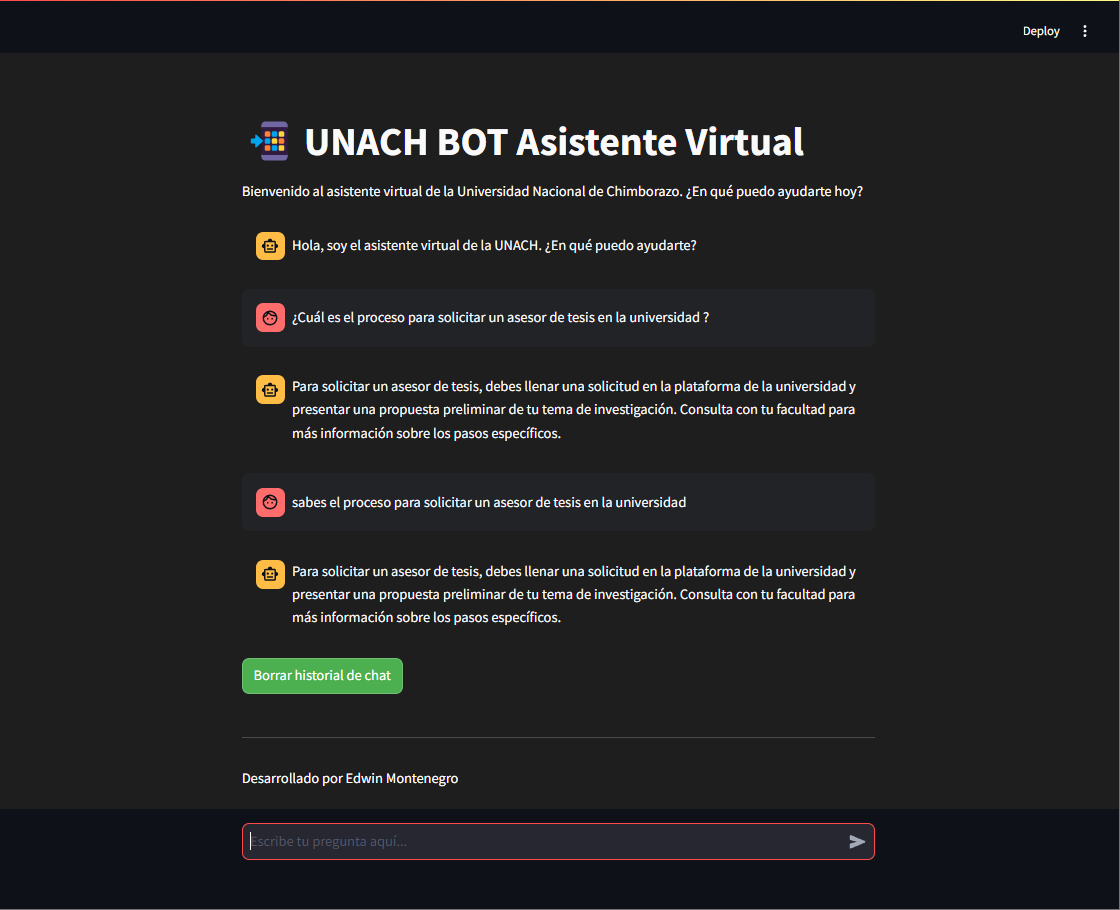 Deploy
UNACH BOT Asistente Virtual
Bienvenido al asistente virtual de la Universidad Nacional de Chimborazo. ¿En qué puedo ayudarte hoy?
Hola, soy el asistente virtual de la UNACH. ¿En qué puedo ayudarte?
¿Cuál es el proceso para solicitar un asesor de tesis en la universidad ?
Para solicitar un asesor de tesis, debes llenar una solicitud en la plataforma de la universidad y
presentar una propuesta preliminar de tu tema de investigación. Consulta con tu facultad para
más información sobre los pasos específicos.
sabes el proceso para solicitar un asesor de tesis en la universidad
Para solicitar un asesor de tesis, debes llenar una solicitud en la plataforma de la universidad y
presentar una propuesta preliminar de tu tema de investigación. Consulta con tu facultad para
más información sobre los pasos específicos.
Borrar historial de chat
Desarrollado por Edwin Montenegro
Escribe tu pregunta aquí...